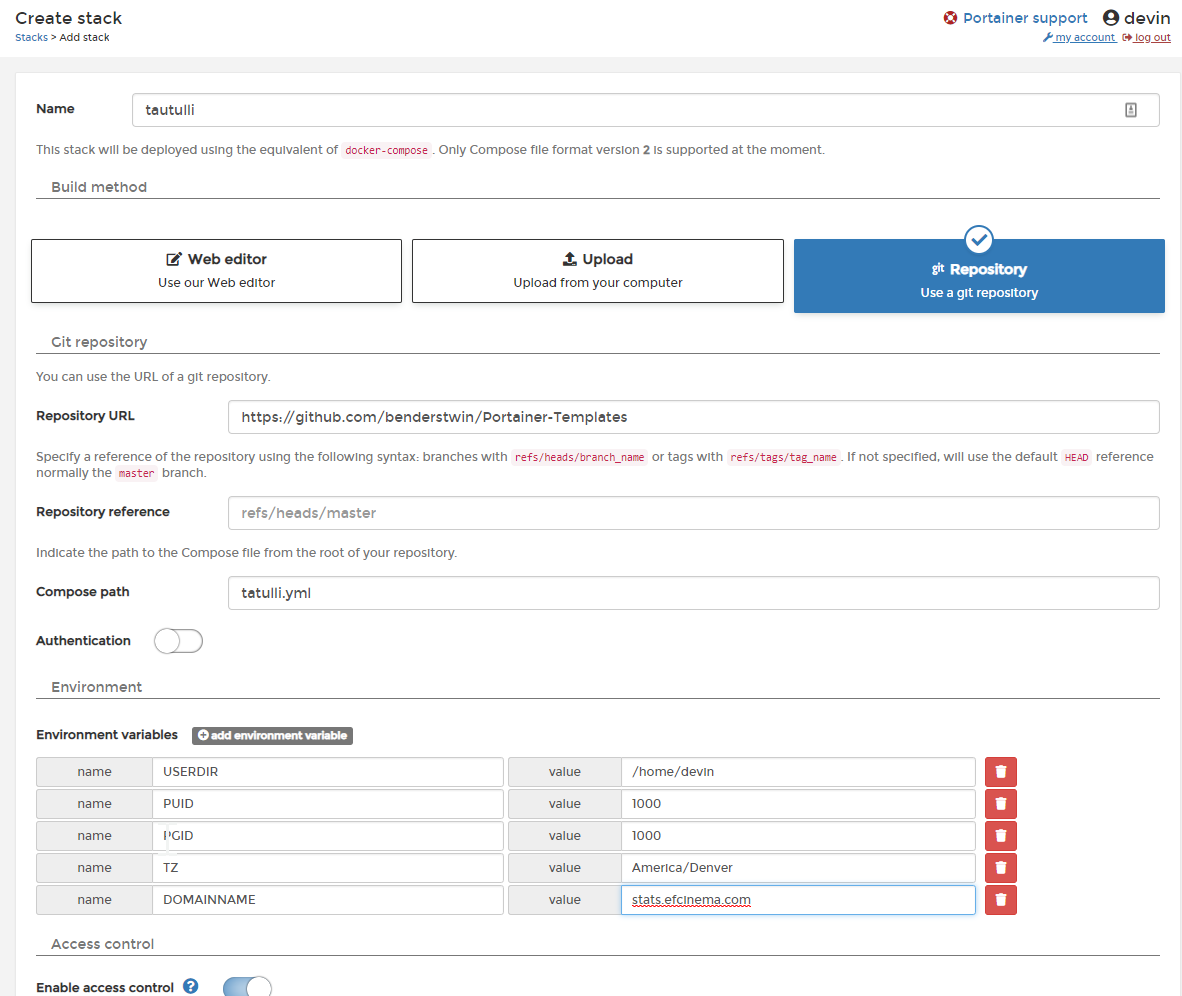 Create stack
Portainer support devin
Stacks > Add stack
my account log out
Name tautulli
This stack will be deployed using the equivalent of docker-compose . Only Compose file format version 2 is supported at the moment.
Build method
Web editor
Use our Web editor
Upload
Upload from your computer
git Repository
Use a git repository
Git repository
You can use the URL of a git repository.
Repository URL https://github.com/benderstwin/Portainer-Templates
Specify a reference of the repository using the following syntax: branches with refs/heads/branch_name or tags with refs/tags/tag_name . If not specified, will use the default HEAD reference
normally the master branch.
Repository reference refs/heads/master
Indicate the path to the Compose file from the root of your repository.
Compose path tatulli.yml
Authentication
Environment
Environment variables add environment variable
name USERDIR value /home/devin
name PUID value 1000
name PGID value 1000
name TZ value America/Denver
name DOMAINNAME value stats.efcinema.com
Access control
Enable access control ?